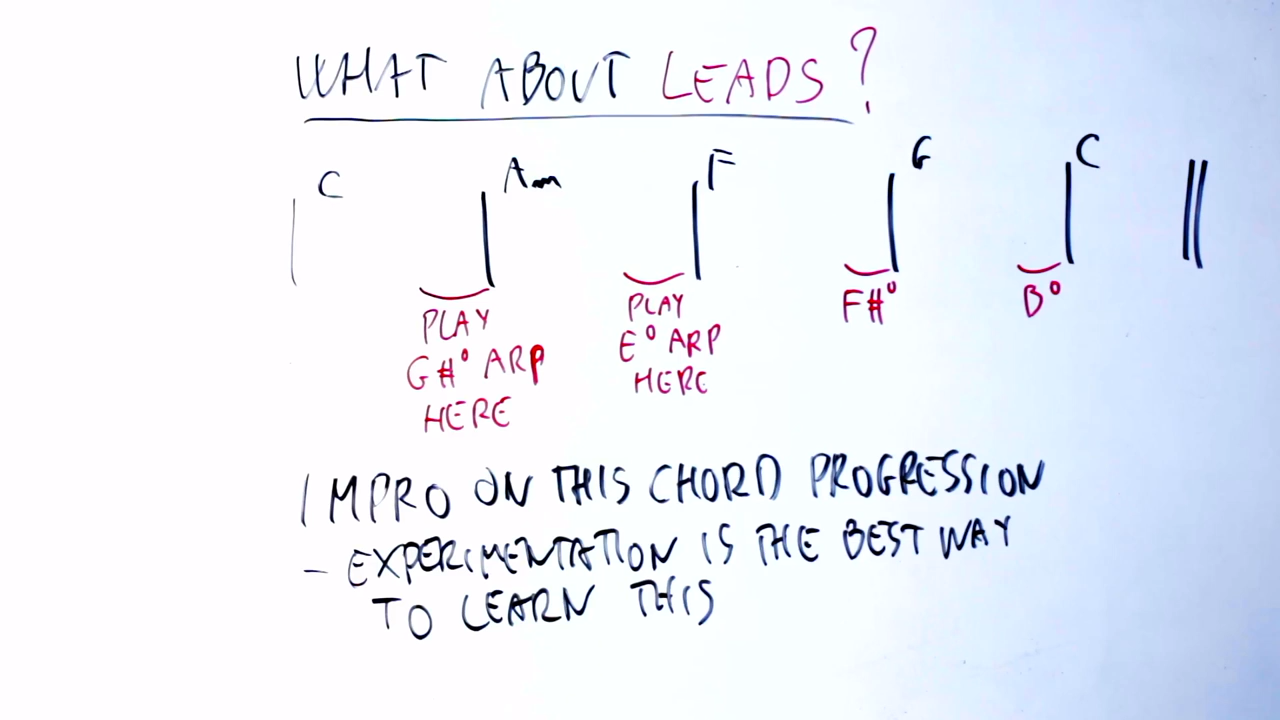 WHAT ABOUT LEADS?
C Am F G C
PLAY G#° ARP HERE
PLAY E° ARP HERE
F#°
B°
IMPRO ON THIS CHORD PROGRESSION
- EXPERIMENTATION IS THE BEST WAY
TO LEARN THIS